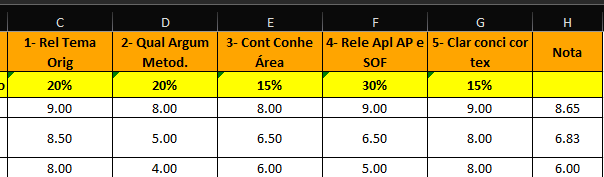 C D E F G H
1- Rel Tema Orig 2- Qual Argum Metod. 3- Cont Conhe Área 4- Rele Apl AP e SOF 5- Clar conci cor tex Nota
o 20% 20% 15% 30% 15%
9.00 8.00 8.00 9.00 9.00 8.65
8.50 5.00 6.50 6.50 8.00 6.83
8.00 4.00 6.00 5.00 8.00 6.00